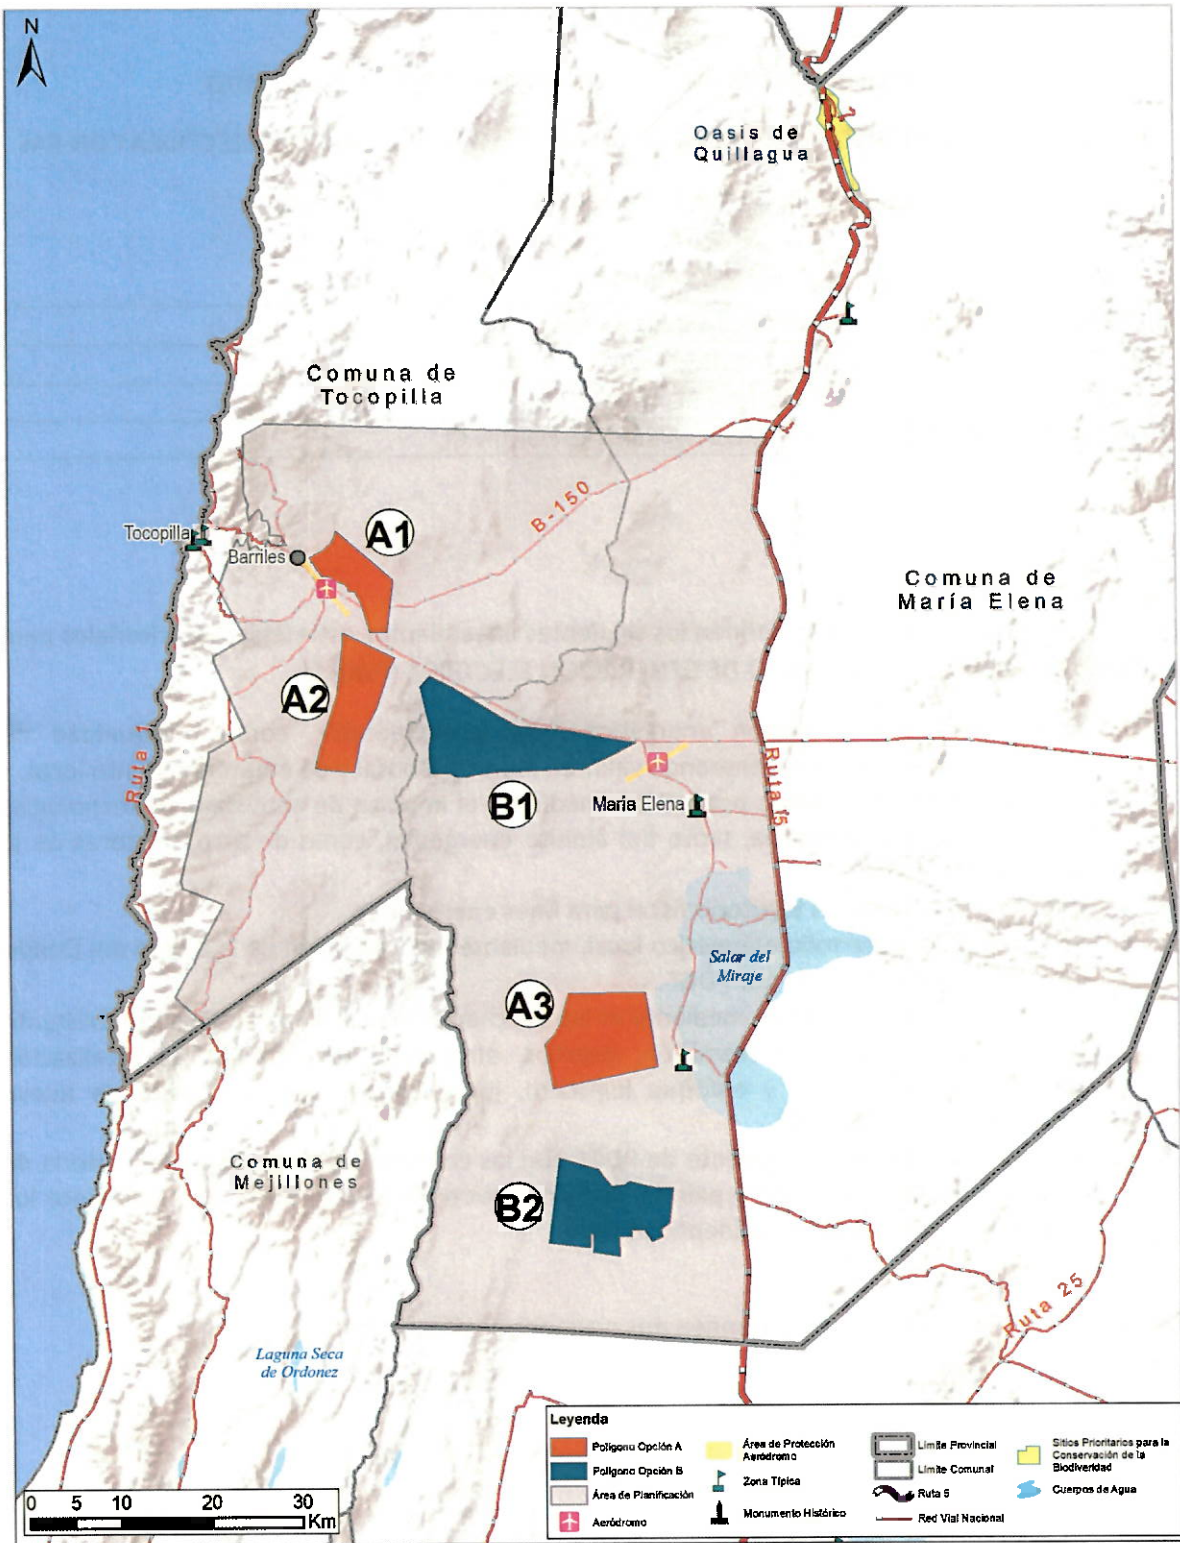 N
Oasis de
Quillagua
Comuna de
Tocopilla
B-150
Tocopilla
Barriles
A1
Comuna de
María Elena
A2
Ruta 1
B1
María Elena
Ruta 5
Salar del
Miraje
A3
Comuna de
Mejillones
B2
Ruta 25
Laguna Seca
de Ordonez
0 5 10 20 30
Km
Leyenda
Polígono Opción A
Polígono Opción B
Área de Planificación
Aeródromo
Área de Protección
Aeródromo
Zona Típica
Monumento Histórico
Límite Provincial
Límite Comunal
Ruta 5
Red Vial Nacional
Sitios Prioritarios para la
Conservación de la
Biodiveridad
Cuerpos de Agua